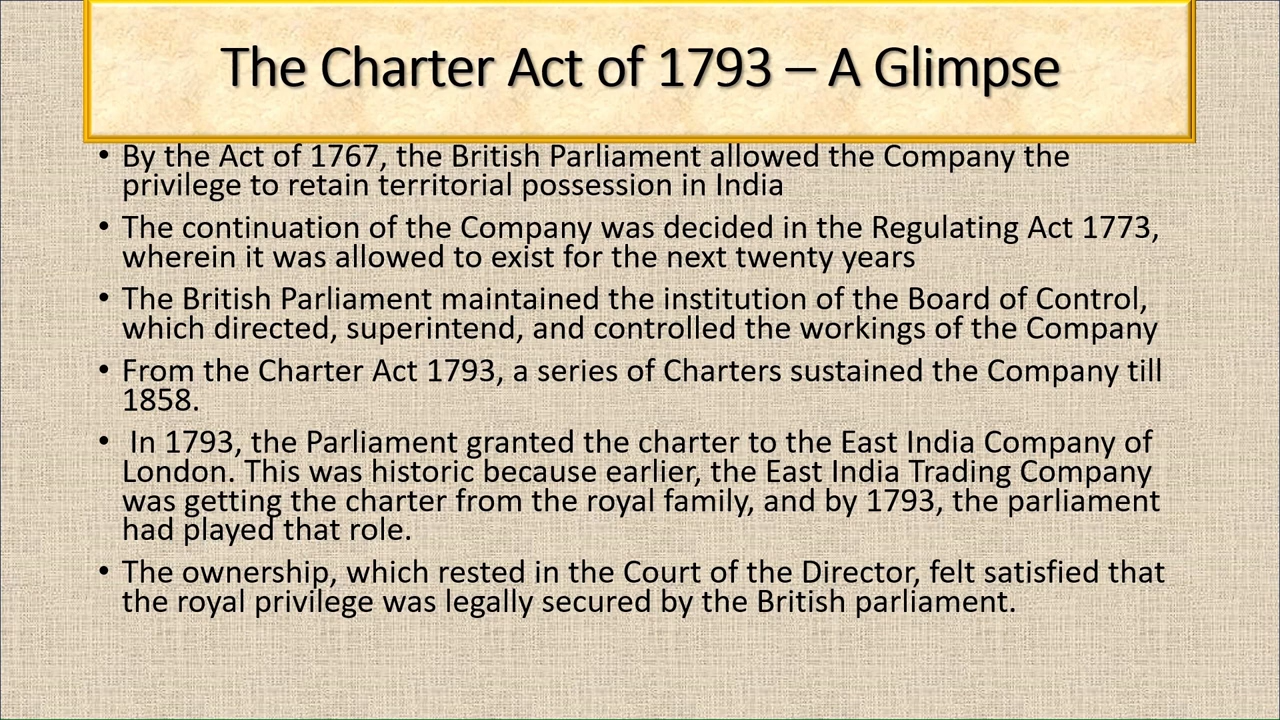 The Charter Act of 1793 – A Glimpse
• By the Act of 1767, the British Parliament allowed the Company the
privilege to retain territorial possession in India
• The continuation of the Company was decided in the Regulating Act 1773,
wherein it was allowed to exist for the next twenty years
• The British Parliament maintained the institution of the Board of Control,
which directed, superintend, and controlled the workings of the Company
• From the Charter Act 1793, a series of Charters sustained the Company till
1858.
• In 1793, the Parliament granted the charter to the East India Company of
London. This was historic because earlier, the East India Trading Company
was getting the charter from the royal family, and by 1793, the parliament
had played that role.
• The ownership, which rested in the Court of the Director, felt satisfied that
the royal privilege was legally secured by the British parliament.